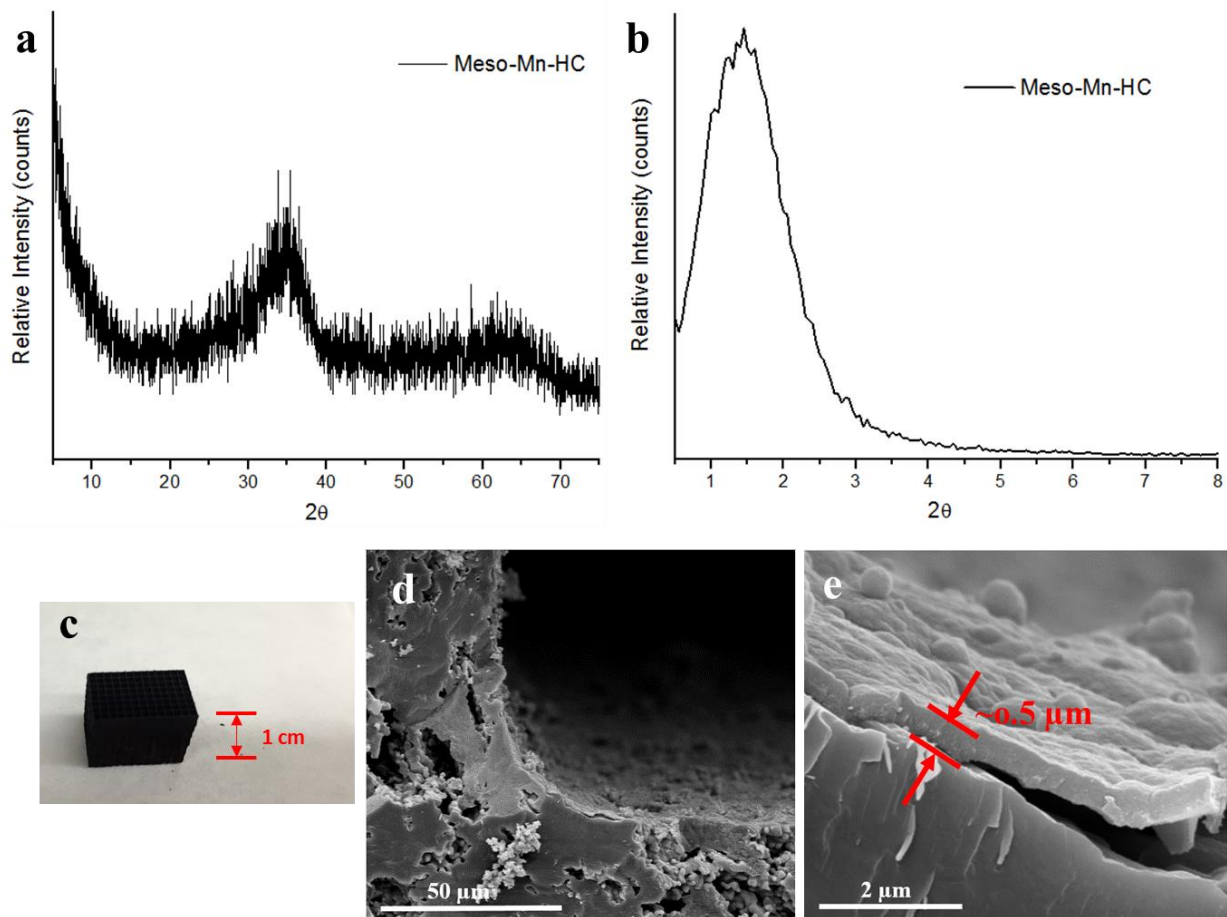 a
Meso-Mn-HC
Relative Intensity (counts)
10 20 30 40 50 60 70
2θ
b
Meso-Mn-HC
Relative Intensity (counts)
1 2 3 4 5 6 7 8
2θ
c
1 cm
d
50 µm
e
~0.5 µm
2 µm